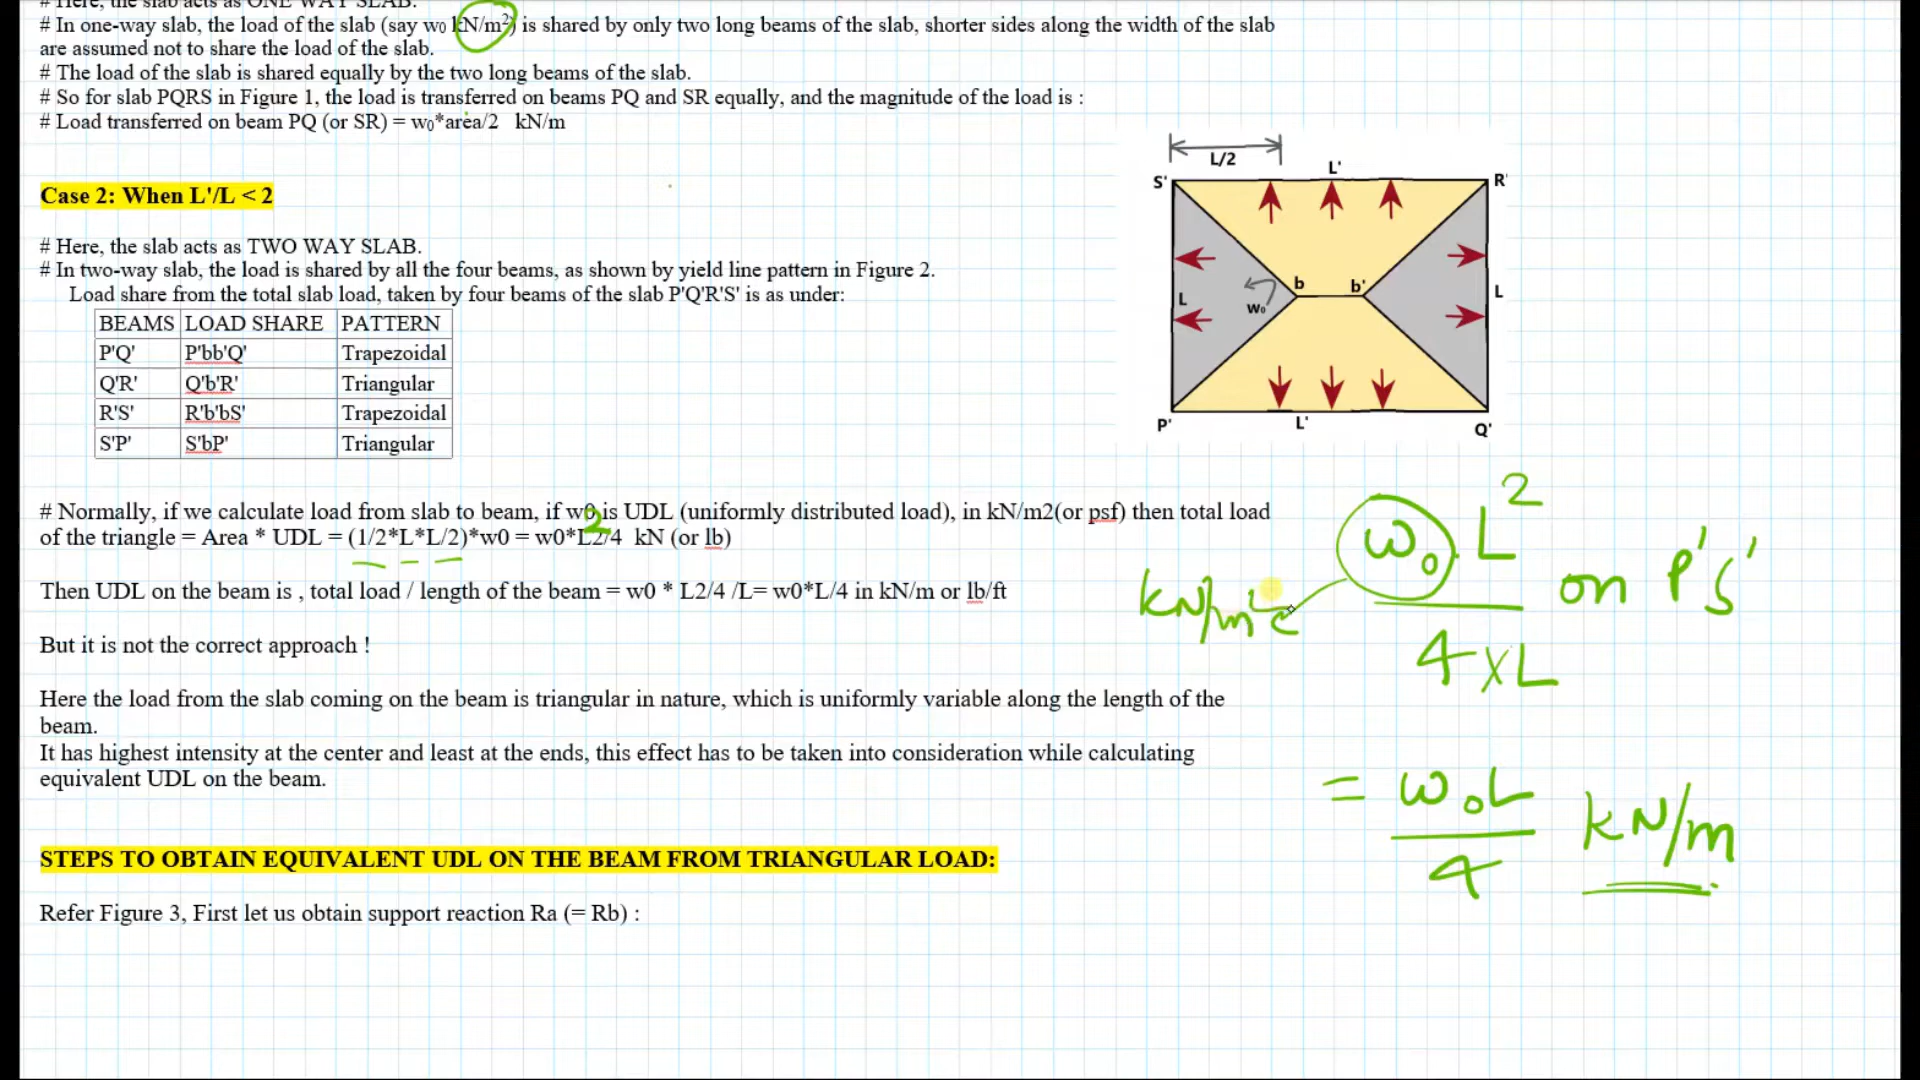 # Here, the slab acts as ONE WAY SLAB.
# In one-way slab, the load of the slab (say w₀ kN/m²) is shared by only two long beams of the slab, shorter sides along the width of the slab
are assumed not to share the load of the slab.
# The load of the slab is shared equally by the two long beams of the slab.
# So for slab PQRS in Figure 1, the load is transferred on beams PQ and SR equally, and the magnitude of the load is :
# Load transferred on beam PQ (or SR) = w₀*area/2 kN/m
Case 2: When L'/L < 2
# Here, the slab acts as TWO WAY SLAB.
# In two-way slab, the load is shared by all the four beams, as shown by yield line pattern in Figure 2.
Load share from the total slab load, taken by four beams of the slab P'Q'R'S' is as under:
BEAMS LOAD SHARE PATTERN
P'Q' P'bb'Q' Trapezoidal
Q'R' Q'b'R' Triangular
R'S' R'b'bS' Trapezoidal
S'P' S'bP' Triangular
L/2
L'
S'
R'
b
b'
w₀
L
L
P'
L'
Q'
# Normally, if we calculate load from slab to beam, if w0 is UDL (uniformly distributed load), in kN/m2(or psf) then total load
of the triangle = Area * UDL = (1/2*L*L/2)*w0 = w0*L2/4 kN (or lb)
2
Then UDL on the beam is , total load / length of the beam = w0 * L2/4 /L= w0*L/4 in kN/m or lb/ft
But it is not the correct approach !
Here the load from the slab coming on the beam is triangular in nature, which is uniformly variable along the length of the
beam.
It has highest intensity at the center and least at the ends, this effect has to be taken into consideration while calculating
equivalent UDL on the beam.
STEPS TO OBTAIN EQUIVALENT UDL ON THE BEAM FROM TRIANGULAR LOAD:
Refer Figure 3, First let us obtain support reaction Ra (= Rb) :
w₀.L²
on P'S'
kN/m²
4×L
= w₀L
4
kN/m